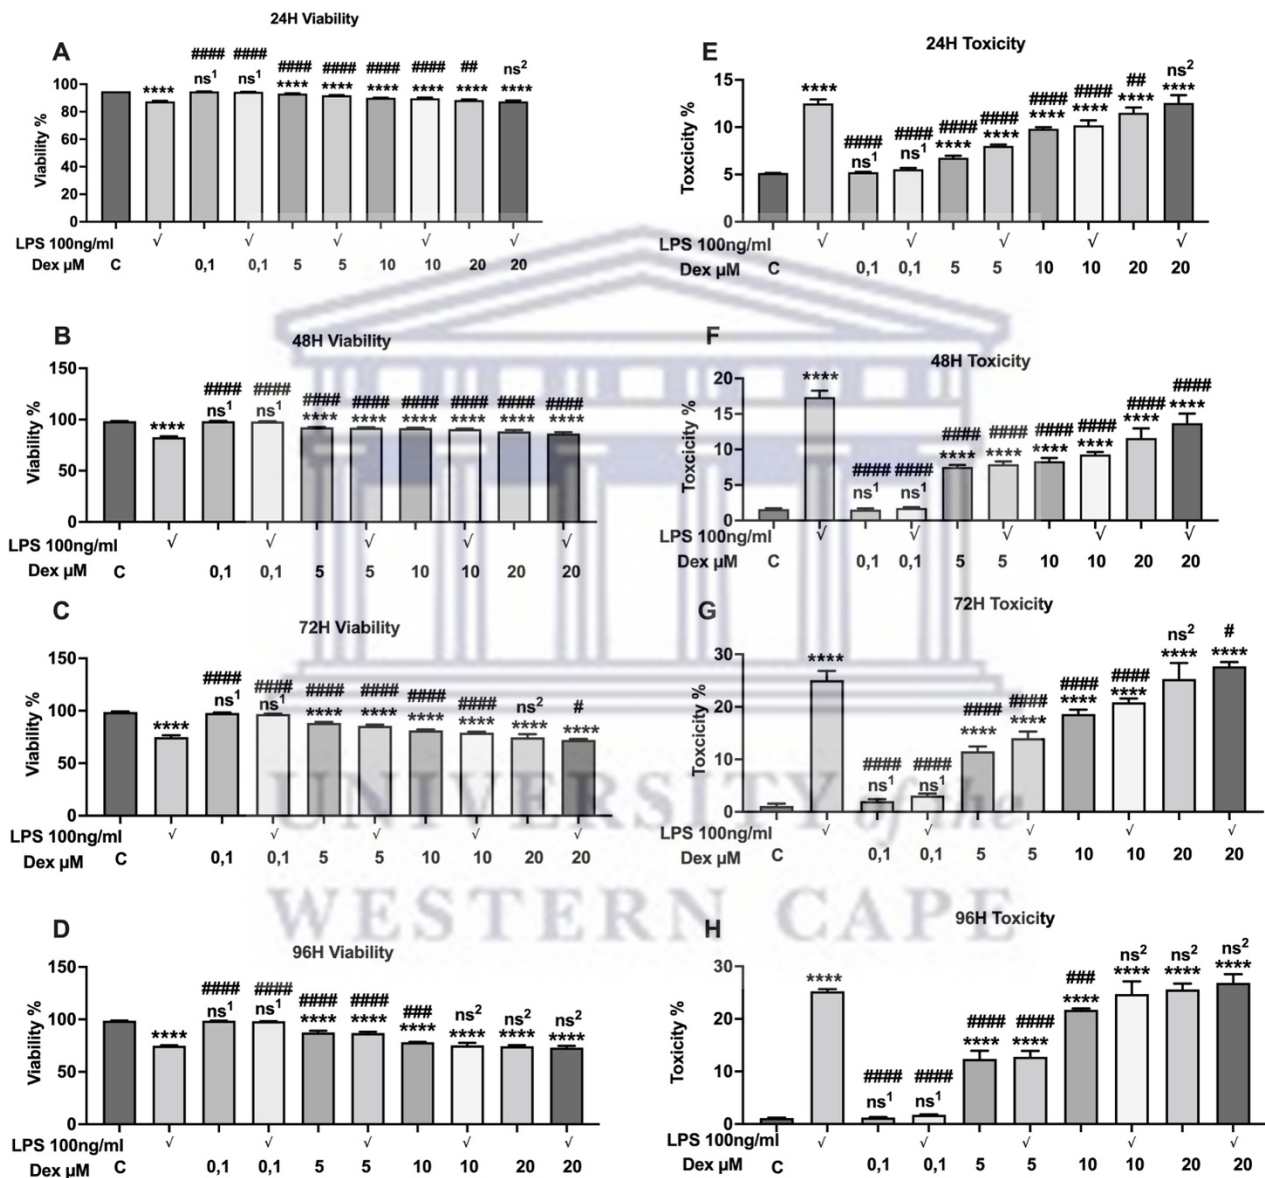 24H Viability
A
#### #### #### #### #### #### ## ns²
**** ns¹ ns¹ **** **** **** **** **** ****
100
80
60
40
20
0
Viability %
LPS 100ng/ml √ √ √ √ √
Dex µM C 0,1 0,1 5 5 10 10 20 20
B
48H Viability
#### #### #### #### #### #### #### ####
**** ns¹ ns¹ **** **** **** **** **** ****
150
100
50
0
Viability %
LPS 100ng/ml √ √ √ √ √
Dex µM C 0,1 0,1 5 5 10 10 20 20
C
72H Viability
#### #### #### #### #### #### ns² #
**** ns¹ ns¹ **** **** **** **** **** ****
150
100
50
0
Viability %
LPS 100ng/ml √ √ √ √ √
Dex µM C 0,1 0,1 5 5 10 10 20 20
D
96H Viability
#### #### #### #### ### ns² ns² ns²
**** ns¹ ns¹ **** **** **** **** **** ****
150
100
50
0
Viability %
LPS 100ng/ml √ √ √ √ √
Dex µM C 0,1 0,1 5 5 10 10 20 20
E
24H Toxicity
#### #### #### #### #### #### ## ns²
**** ns¹ ns¹ **** **** **** **** **** ****
15
10
5
0
Toxcicity %
LPS 100ng/ml √ √ √ √ √
Dex µM C 0,1 0,1 5 5 10 10 20 20
F
48H Toxicity
#### #### #### #### #### #### #### ####
**** ns¹ ns¹ **** **** **** **** **** ****
20
15
10
5
0
Toxcicity %
LPS 100ng/ml √ √ √ √ √
Dex µM C 0,1 0,1 5 5 10 10 20 20
G
72H Toxicity
#### #### #### #### #### #### ns² #
**** ns¹ ns¹ **** **** **** **** **** ****
30
20
10
0
Toxcicity %
LPS 100ng/ml √ √ √ √ √
Dex µM C 0,1 0,1 5 5 10 10 20 20
H
96H Toxicity
#### #### #### #### ### ns² ns² ns²
**** ns¹ ns¹ **** **** **** **** **** ****
30
20
10
0
Toxicity %
LPS 100ng/ml √ √ √ √ √
Dex µM C 0,1 0,1 5 5 10 10 20 20
UNIVERSITY of the
WESTERN CAPE